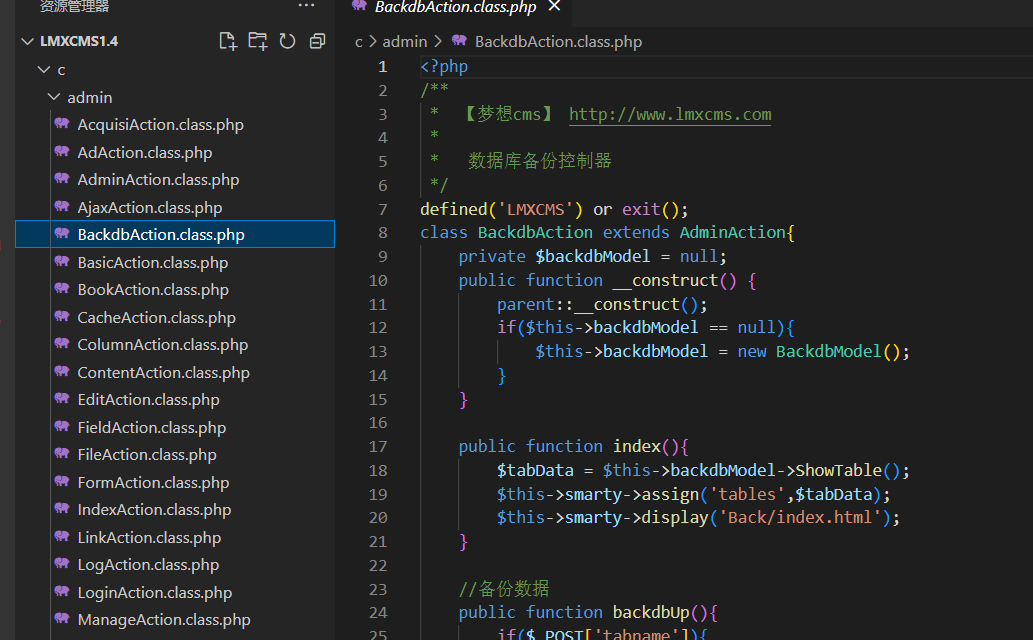 资源管理器
LMXCMS1.4
c
admin
AcquisiAction.class.php
AdAction.class.php
AdminAction.class.php
AjaxAction.class.php
BackdbAction.class.php
BasicAction.class.php
BookAction.class.php
CacheAction.class.php
ColumnAction.class.php
ContentAction.class.php
EditAction.class.php
FieldAction.class.php
FileAction.class.php
FormAction.class.php
IndexAction.class.php
LinkAction.class.php
LogAction.class.php
LoginAction.class.php
ManageAction.class.php
BackdbAction.class.php
c > admin > BackdbAction.class.php
1 <?php
2 /**
3  *  【梦想cms】 http://www.lmxcms.com
4  *
5  *   数据库备份控制器
6  */
7 defined('LMXCMS') or exit();
8 class BackdbAction extends AdminAction{
9     private $backdbModel = null;
10     public function __construct() {
11         parent::__construct();
12         if($this->backdbModel == null){
13             $this->backdbModel = new BackdbModel();
14         }
15     }
16
17     public function index(){
18         $tabData = $this->backdbModel->ShowTable();
19         $this->smarty->assign('tables',$tabData);
20         $this->smarty->display('Back/index.html');
21     }
22
23     //备份数据
24     public function backdbUp(){
25         if($_POST['tabname']){